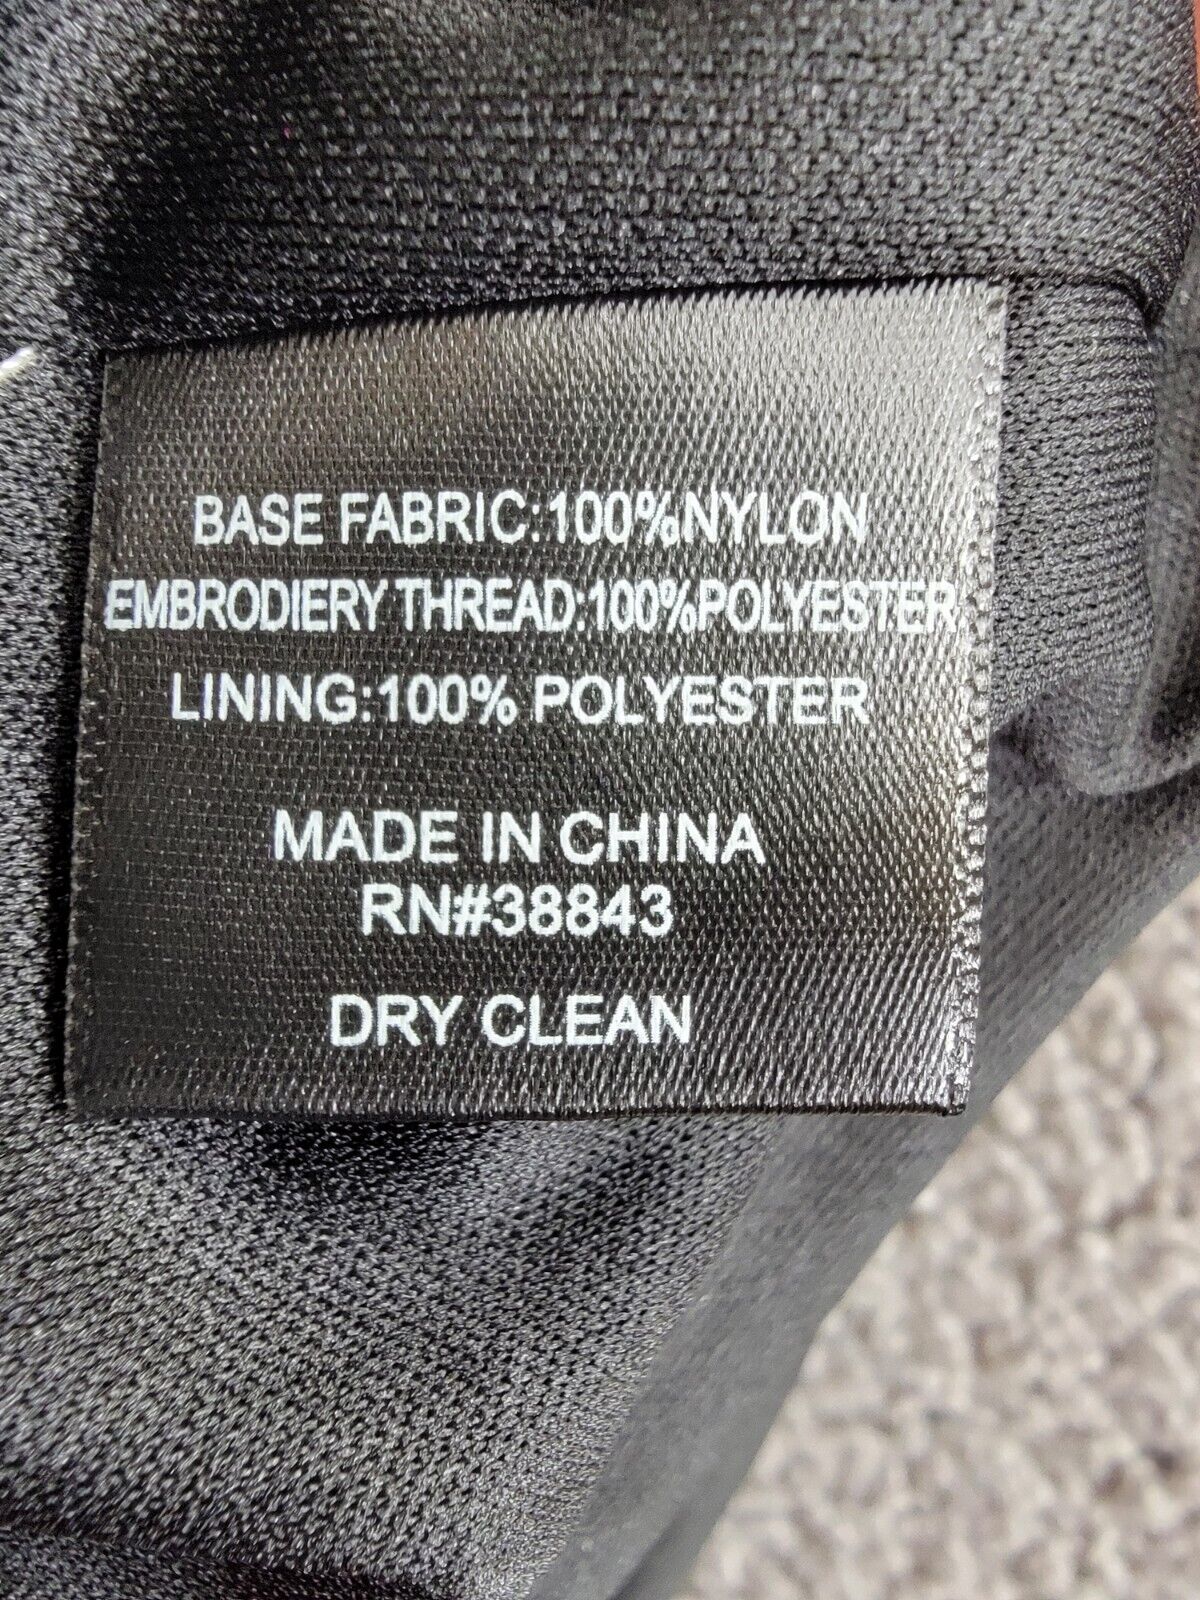 BASE FABRIC:100%NYLON
EMBRODIERY THREAD:100%POLYESTER
LINING:100% POLYESTER
MADE IN CHINA
RN#38843
DRY CLEAN